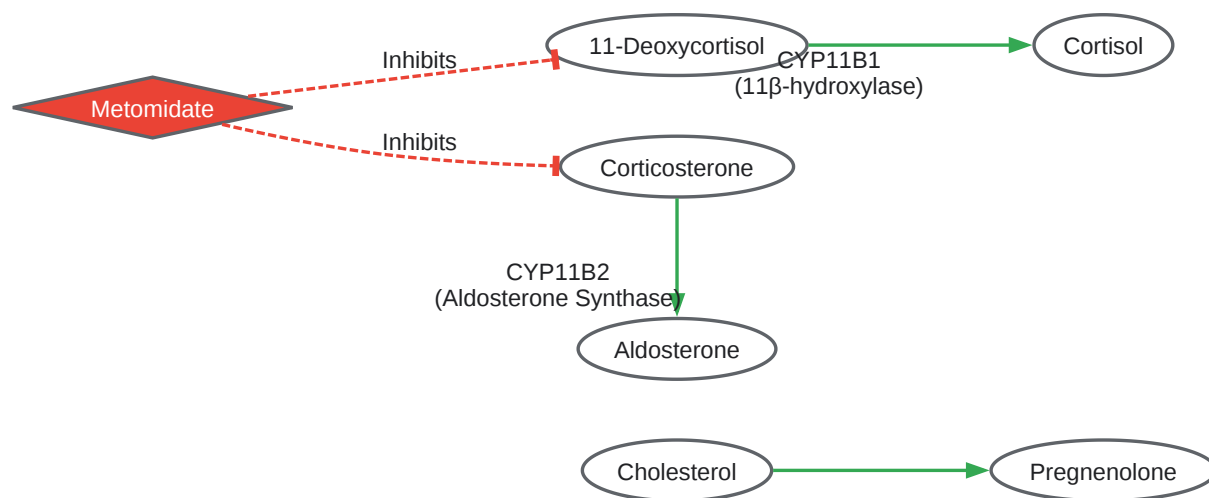 11-Deoxycortisol
Cortisol
Inhibits
CYP11B1
(11β-hydroxylase)
Metomidate
Inhibits
Corticosterone
CYP11B2
(Aldosterone Synthase)
Aldosterone
Cholesterol
Pregnenolone